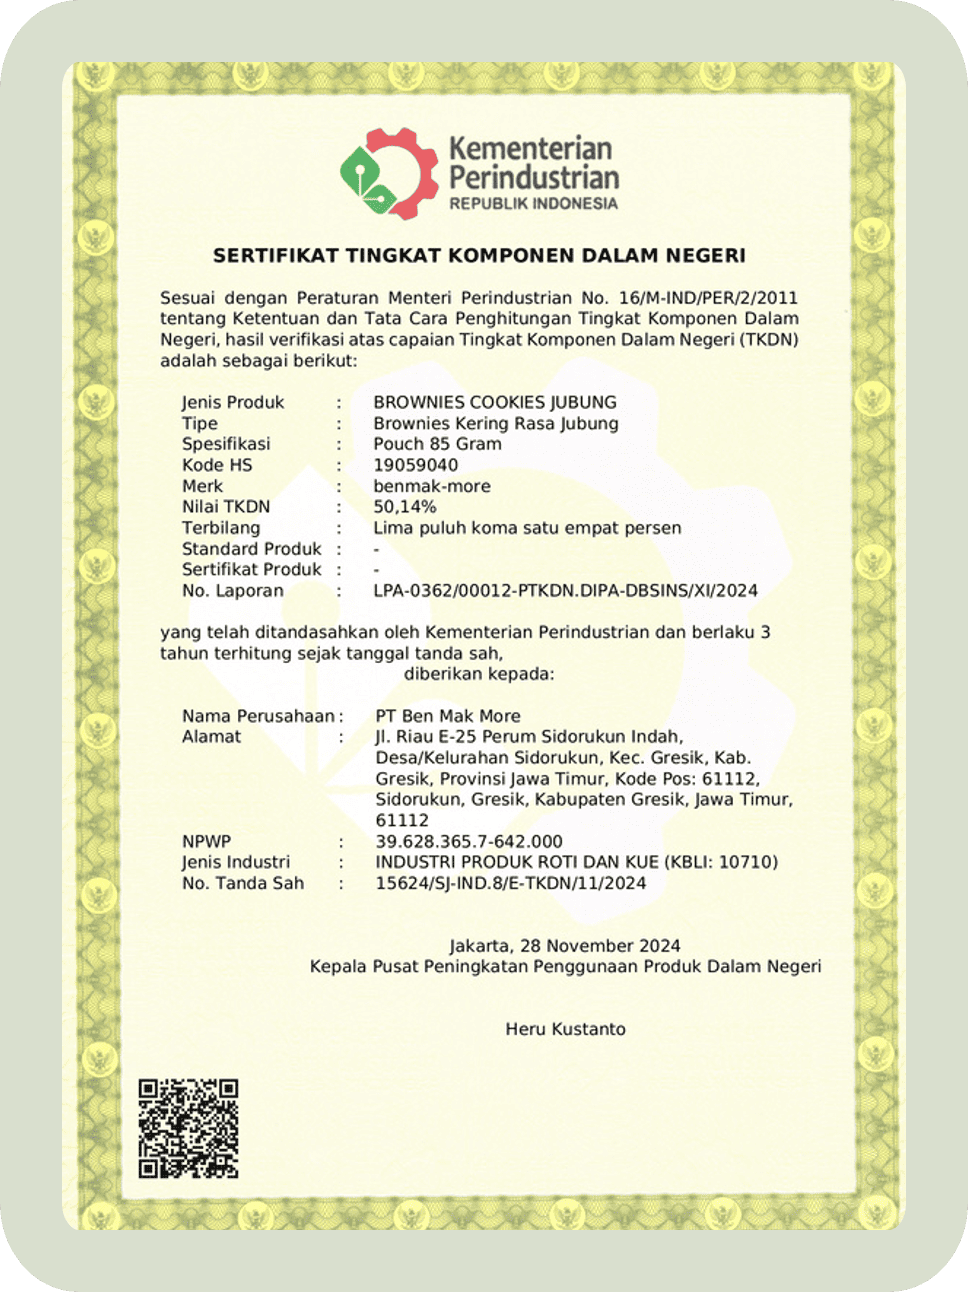 Kementerian
Perindustrian
REPUBLIK INDONESIA
SERTIFIKAT TINGKAT KOMPONEN DALAM NEGERI
Sesuai dengan Peraturan Menteri Perindustrian No. 16/M-IND/PER/2/2011
tentang Ketentuan dan Tata Cara Penghitungan Tingkat Komponen Dalam
Negeri, hasil verifikasi atas capaian Tingkat Komponen Dalam Negeri (TKDN)
adalah sebagai berikut:
Jenis Produk : BROWNIES COOKIES JUBUNG
Tipe : Brownies Kering Rasa Jubung
Spesifikasi : Pouch 85 Gram
Kode HS : 19059040
Merk : benmak-more
Nilai TKDN : 50,14%
Terbilang : Lima puluh koma satu empat persen
Standard Produk : -
Sertifikat Produk : -
No. Laporan : LPA-0362/00012-PTKDN.DIPA-DBSINS/XI/2024
yang telah ditandasahkan oleh Kementerian Perindustrian dan berlaku 3
tahun terhitung sejak tanggal tanda sah,
diberikan kepada:
Nama Perusahaan : PT Ben Mak More
Alamat : Jl. Riau E-25 Perum Sidorukun Indah,
Desa/Kelurahan Sidorukun, Kec. Gresik, Kab.
Gresik, Provinsi Jawa Timur, Kode Pos: 61112,
Sidorukun, Gresik, Kabupaten Gresik, Jawa Timur,
61112
NPWP : 39.628.365.7-642.000
Jenis Industri : INDUSTRI PRODUK ROTI DAN KUE (KBLI: 10710)
No. Tanda Sah : 15624/SJ-IND.8/E-TKDN/11/2024
Jakarta, 28 November 2024
Kepala Pusat Peningkatan Penggunaan Produk Dalam Negeri
Heru Kustanto